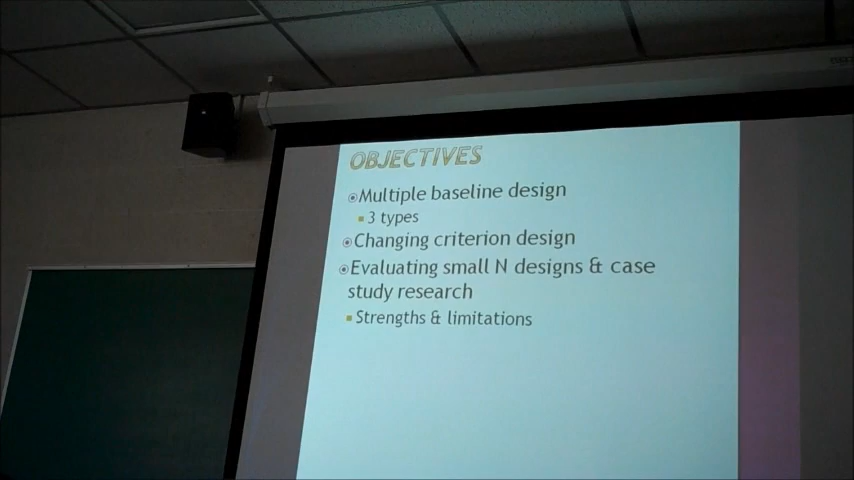 OBJECTIVES
Multiple baseline design
3 types
Changing criterion design
Evaluating small N designs & case
study research
Strengths & limitations